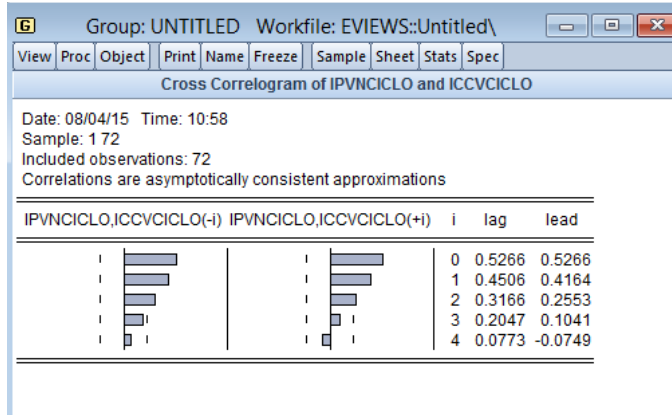 G Group: UNTITLED Workfile: EVIEWS::Untitled\
View Proc Object Print Name Freeze Sample Sheet Stats Spec
Cross Correlogram of IPVNCICLO and ICCVCICLO
Date: 08/04/15 Time: 10:58
Sample: 1 72
Included observations: 72
Correlations are asymptotically consistent approximations
IPVNCICLO,ICCVCICLO(-i) IPVNCICLO,ICCVCICLO(+i) i lag lead
0 0.5266 0.5266
1 0.4506 0.4164
2 0.3166 0.2553
3 0.2047 0.1041
4 0.0773 -0.0749